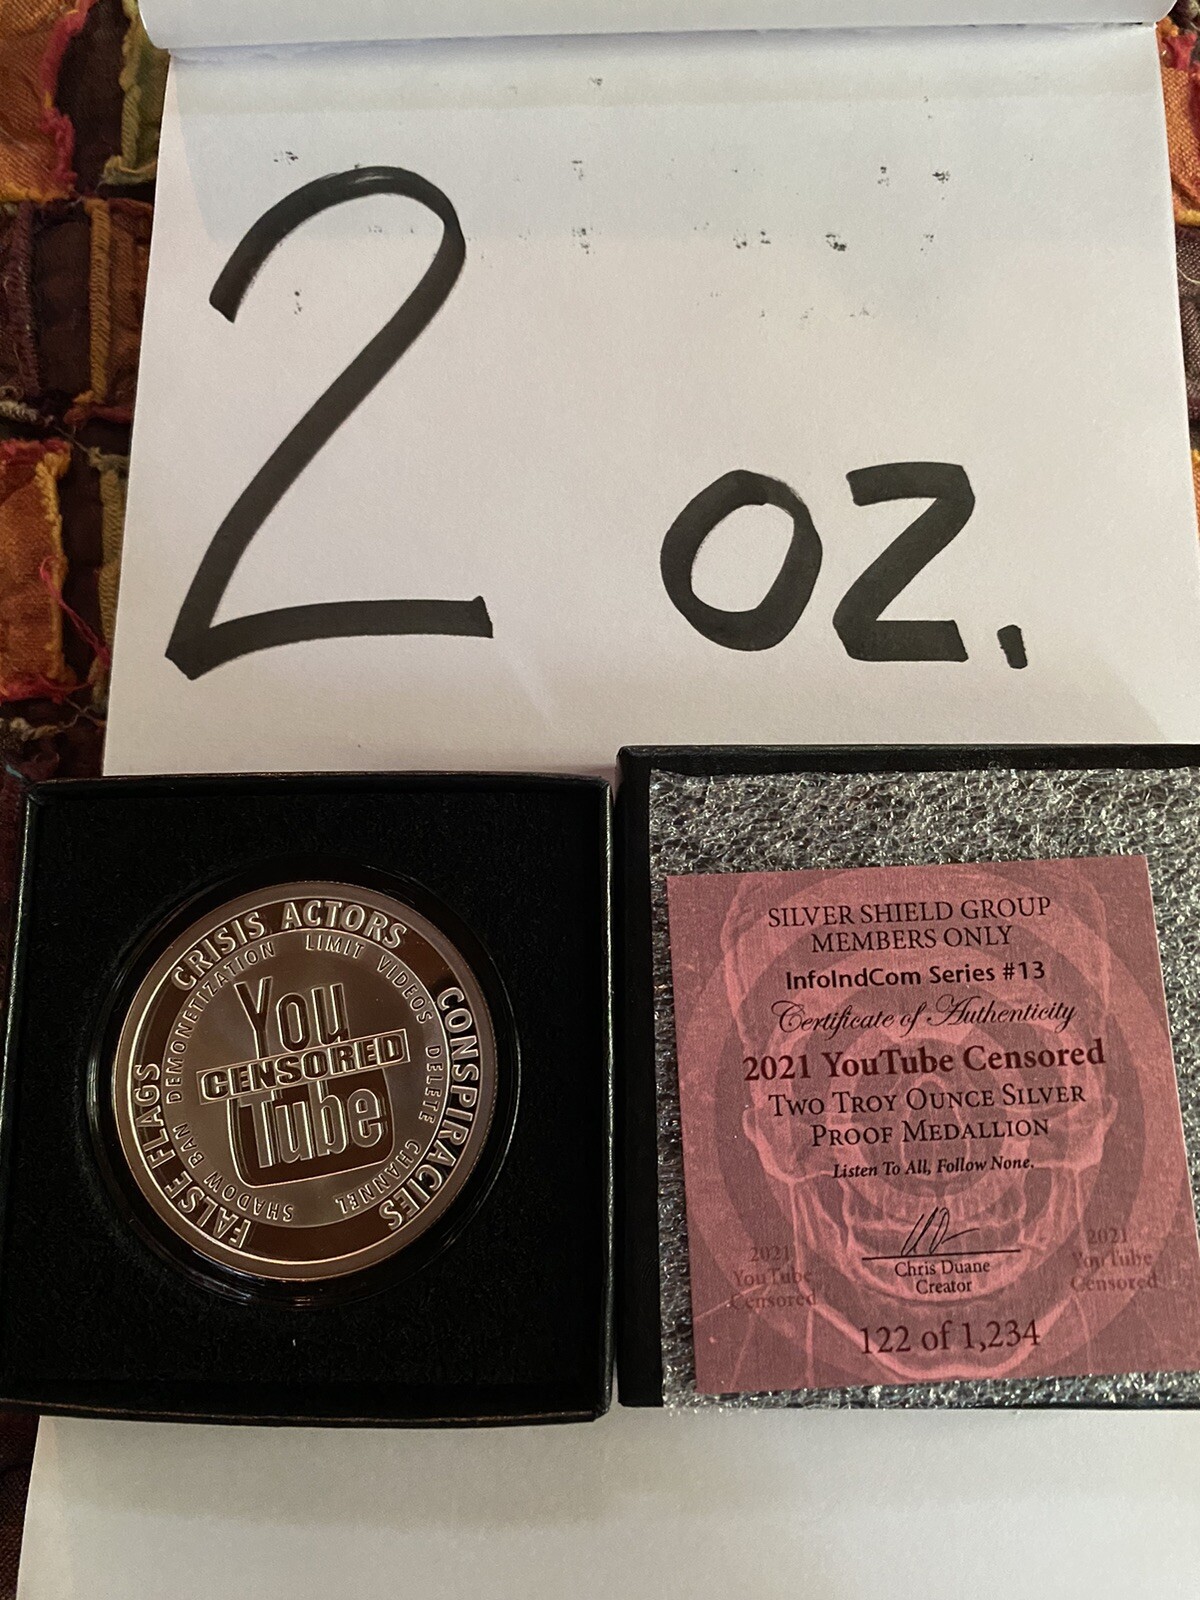 2 oz.
CRISIS ACTORS
CONSPIRACIES
FALSE FLAGS
DEMONETIZATION
LIMIT VIDEOS
DELETE CHANNEL
SHADOW BAN
You
CENSORED
Tube
SILVER SHIELD GROUP
MEMBERS ONLY
InfoIndCom Series #13
Certificate of Authenticity
2021 YouTube Censored
TWO TROY OUNCE SILVER
PROOF MEDALLION
Listen To All, Follow None.
Chris Duane
Creator
2021
YouTube
Censored
2021
YouTube
Censored
122 of 1,234